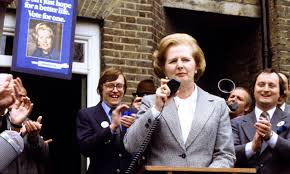 n't just hope
for a better life.
Vote for one.